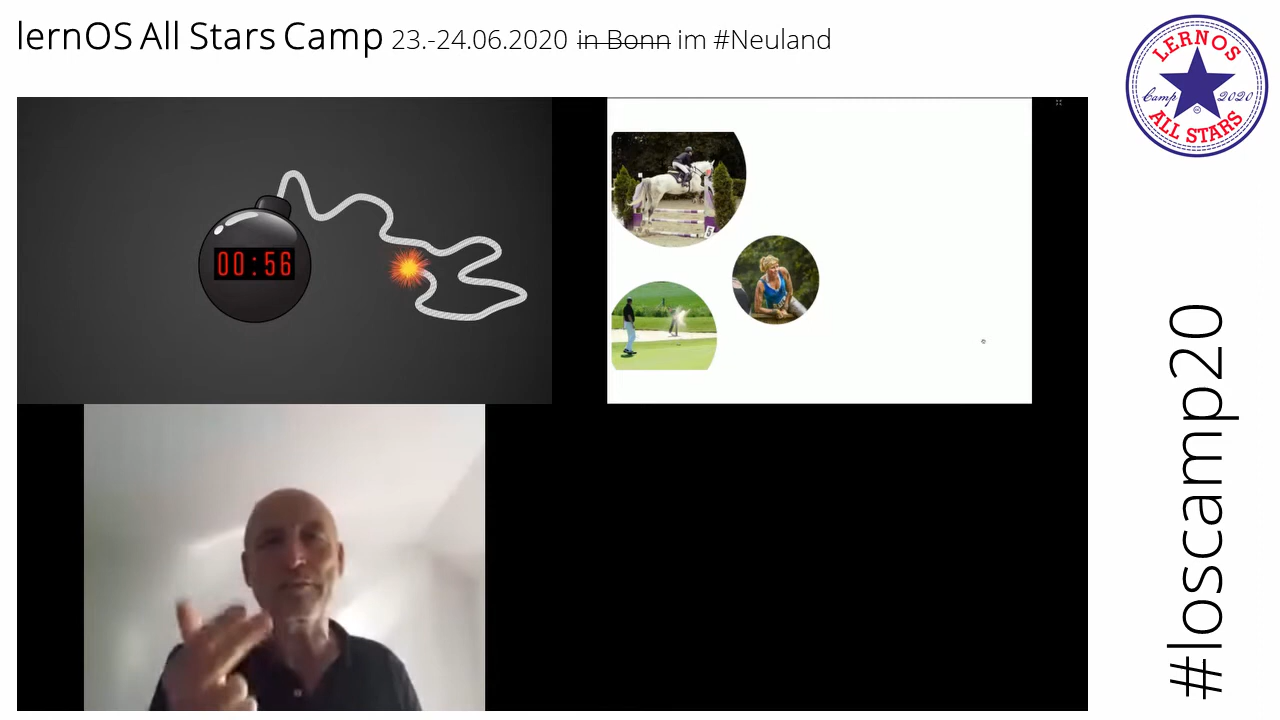 lernOS All Stars Camp 23.-24.06.2020 in Bonn im #Neuland
LERNOS
Camp 2020
ALL STARS
00:56
5
#loscamp20